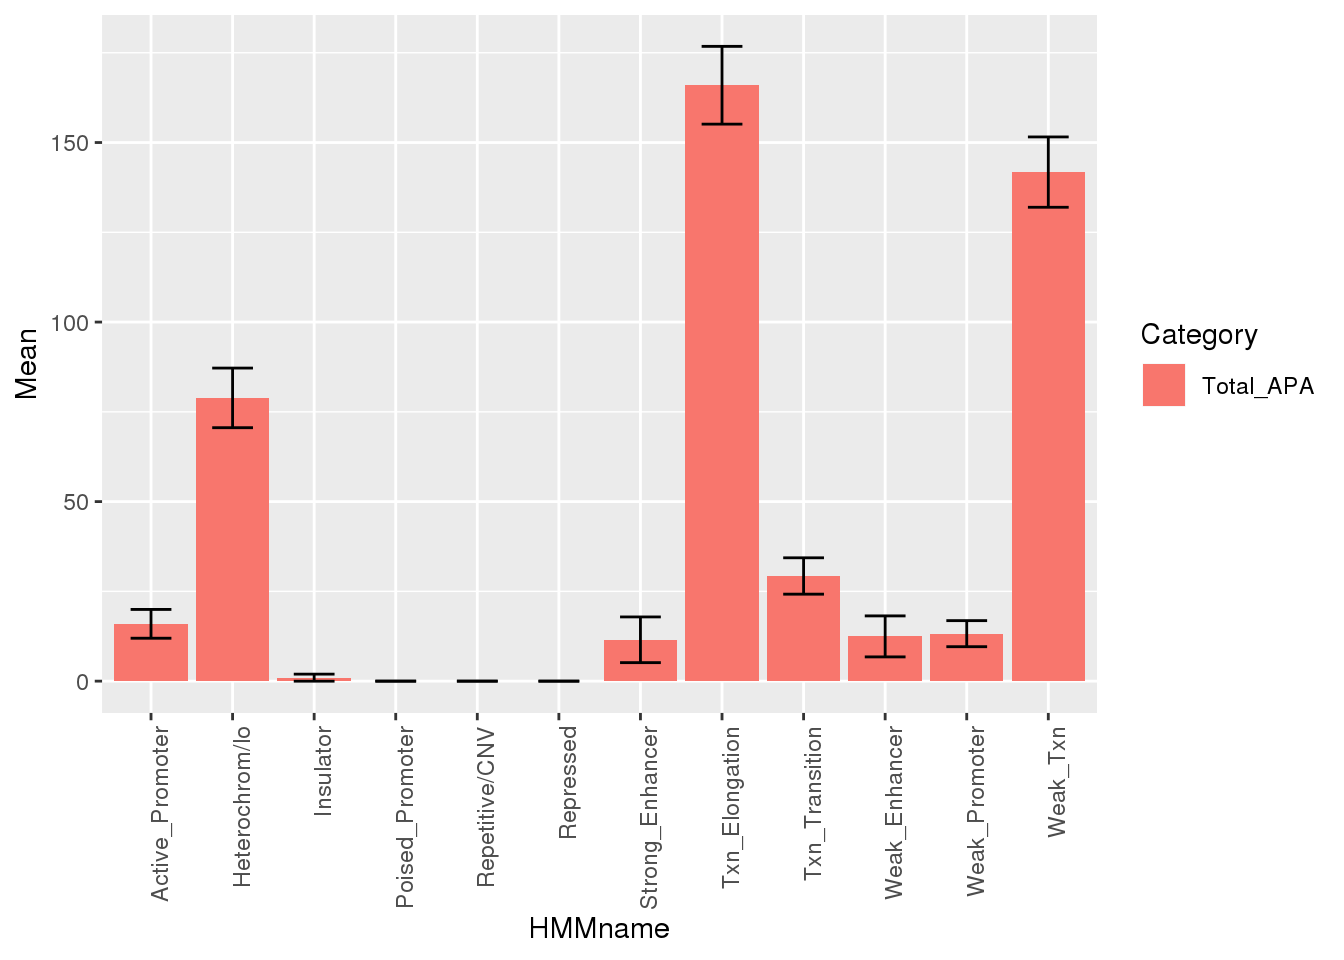 Mean
150
100
50
0
Active_Promoter
Heterochrom/lo
Insulator
Poised_Promoter
Repetitive/CNV
Repressed
Strong_Enhancer
Txn_Elongation
Txn_Transition
Weak_Enhancer
Weak_Promoter
Weak_Txn
HMMname
Category
Total_APA